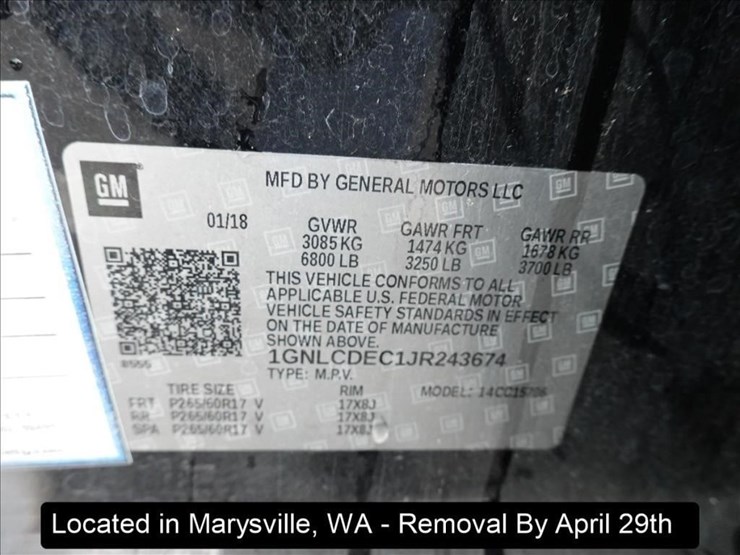 GM
MFD BY GENERAL MOTORS LLC
01/18
GVWR GAWR FRT GAWR RR
3085 KG 1474 KG 1678 KG
6800 LB 3250 LB 3700 LB
THIS VEHICLE CONFORMS TO ALL
APPLICABLE U.S. FEDERAL MOTOR
VEHICLE SAFETY STANDARDS IN EFFECT
ON THE DATE OF MANUFACTURE
SHOWN ABOVE.
1GNLCDEC1JR243674
TYPE: M.P.V. MODEL:
TIRE SIZE RIM
FRT P265/60R17 V 17X8J
RR P265/60R17 V 17X8J
SPA P265/60R17 V 17X8J
Located in Marysville, WA - Removal By April 29th